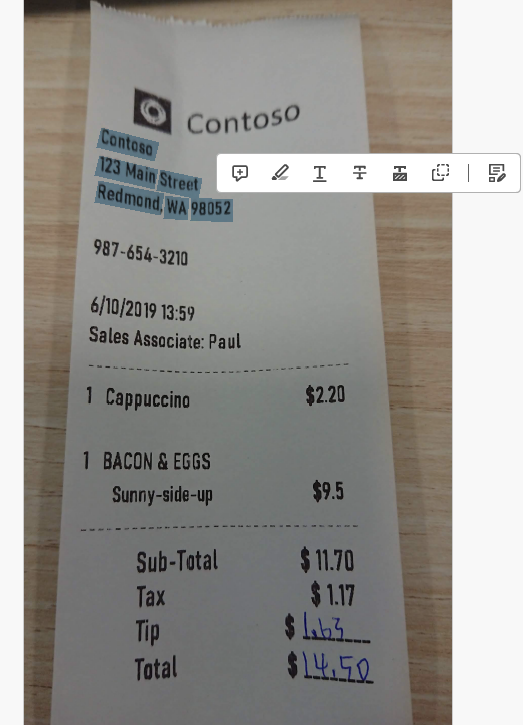 Contoso
Contoso
123 Main Street
Redmond, WA 98052
987-654-3210
6/10/2019 13:59
Sales Associate: Paul
1 Cappuccino $2.20
1 BACON & EGGS
Sunny-side-up $9.5
Sub-Total $ 11.70
Tax $ 1.17
Tip $ 1.63
Total $ 14.50